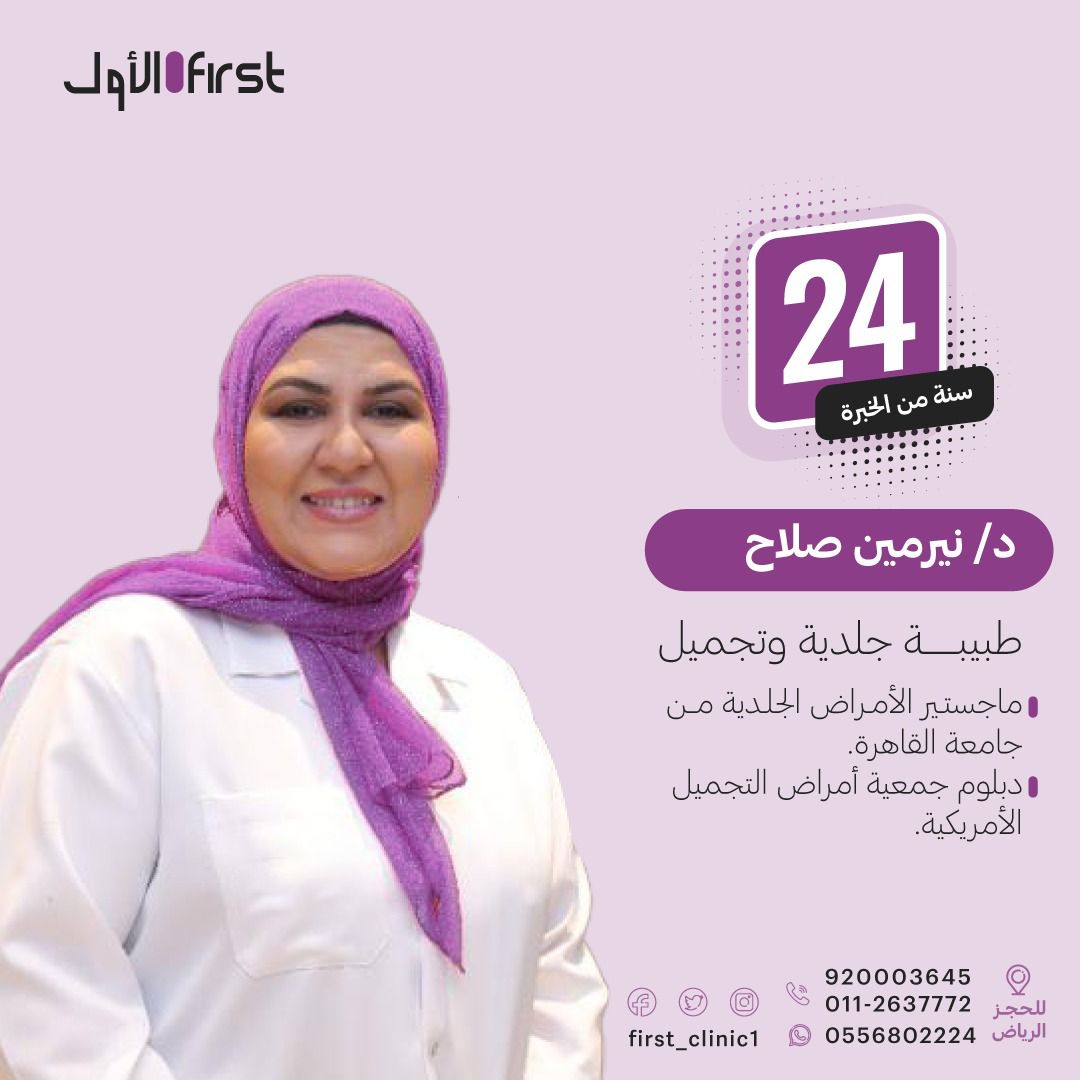 الأول first
24
سنة من الخبرة
د/ نيرمين صلاح
طبيبة جلدية وتجميل
ماجستير الأمراض الجلدية من
جامعة القاهرة.
دبلوم جمعية أمراض التجميل
الأمريكية.
للحجز
الرياض
920003645
011-2637772
0556802224
first_clinic1